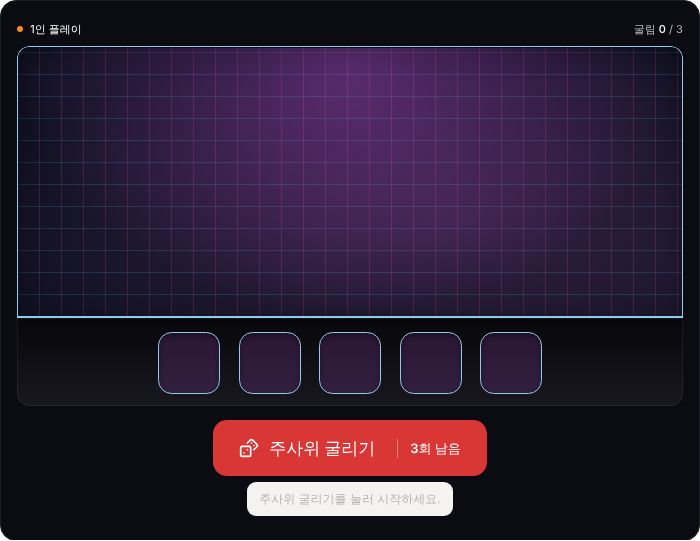 1인 플레이
굴림 0 / 3
주사위 굴리기
3회 남음
주사위 굴리기를 눌러 시작하세요.